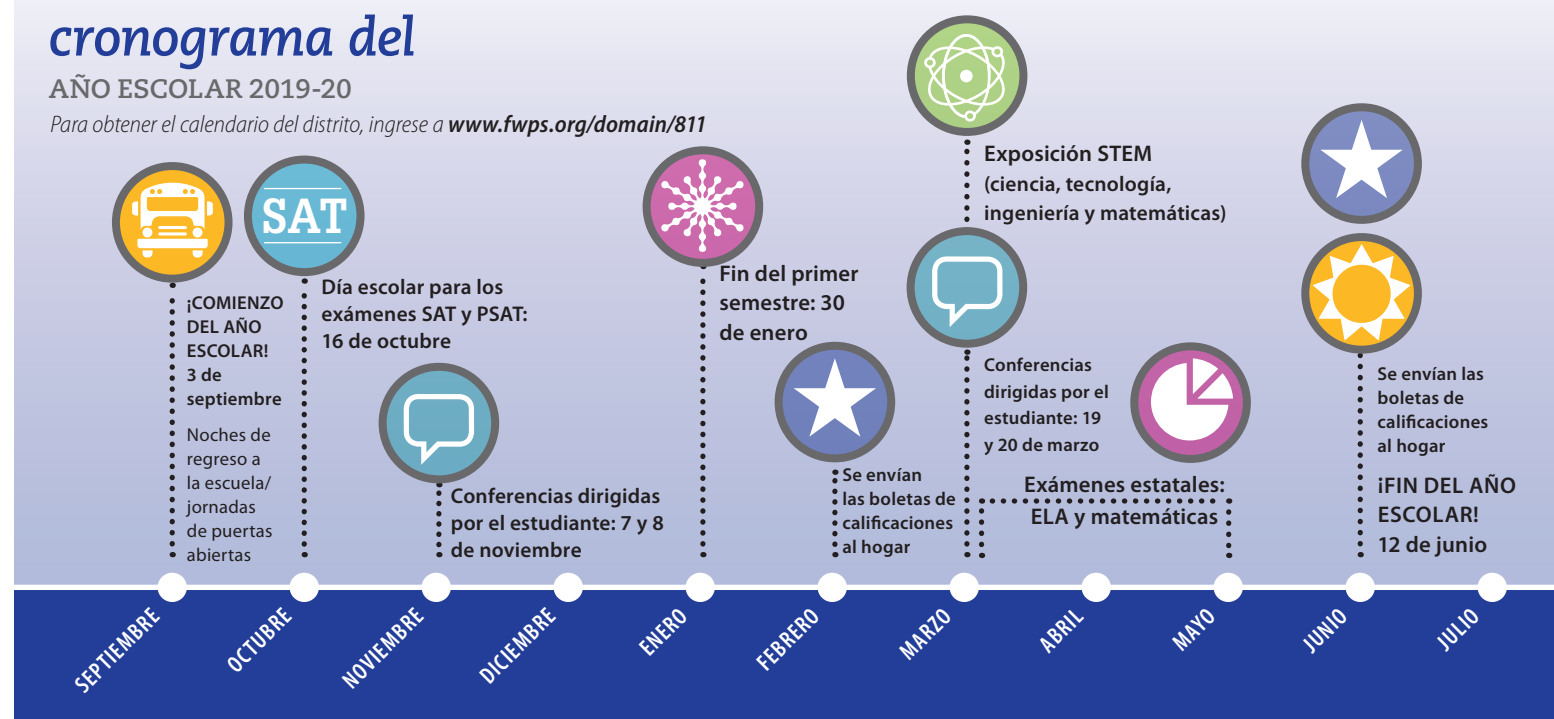 cronograma del
AÑO ESCOLAR 2019-20
Para obtener el calendario del distrito, ingrese a www.fwps.org/domain/811
¡COMIENZO
DEL AÑO
ESCOLAR!
3 de
septiembre
Noches de
regreso a
la escuela/
jornadas
de puertas
abiertas
SAT
Día escolar para los
exámenes SAT y PSAT:
16 de octubre
Conferencias dirigidas
por el estudiante: 7 y 8
de noviembre
Fin del primer
semestre: 30
de enero
Se envían
las boletas de
calificaciones
al hogar
Exposición STEM
(ciencia, tecnología,
ingeniería y matemáticas)
Conferencias
dirigidas por el
estudiante: 19
y 20 de marzo
Exámenes estatales:
ELA y matemáticas
Se envían las
boletas de
calificaciones
al hogar
¡FIN DEL AÑO
ESCOLAR!
12 de junio
SEPTIEMBRE
OCTUBRE
NOVIEMBRE
DICIEMBRE
ENERO
FEBRERO
MARZO
ABRIL
MAYO
JUNIO
JULIO